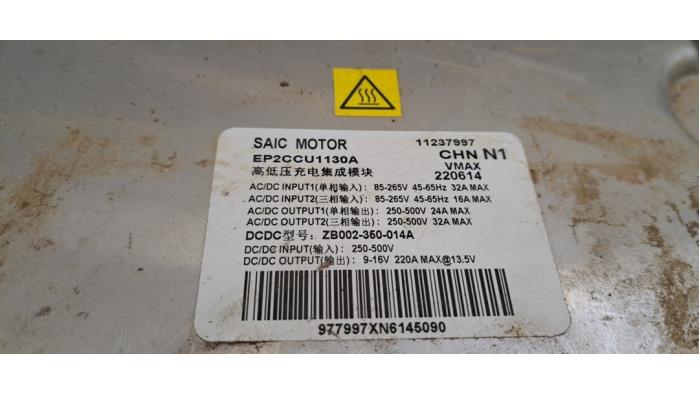 SAIC MOTOR 11237997
EP2CCU1130A CHN N1
高低压充电集成模块 VMAX
220614
AC/DC INPUT1(单相输入): 85-265V 45-65Hz 32A MAX
AC/DC INPUT2(三相输入): 85-265V 45-65Hz 16A MAX
AC/DC OUTPUT1(单相输出): 250-500V 24A MAX
AC/DC OUTPUT2(三相输出): 250-500V 32A MAX
DCDC型号: ZB002-350-014A
DC/DC INPUT(输入): 250-500V
DC/DC OUTPUT(输出): 9-16V 220A MAX@13.5V
977997XN6145090